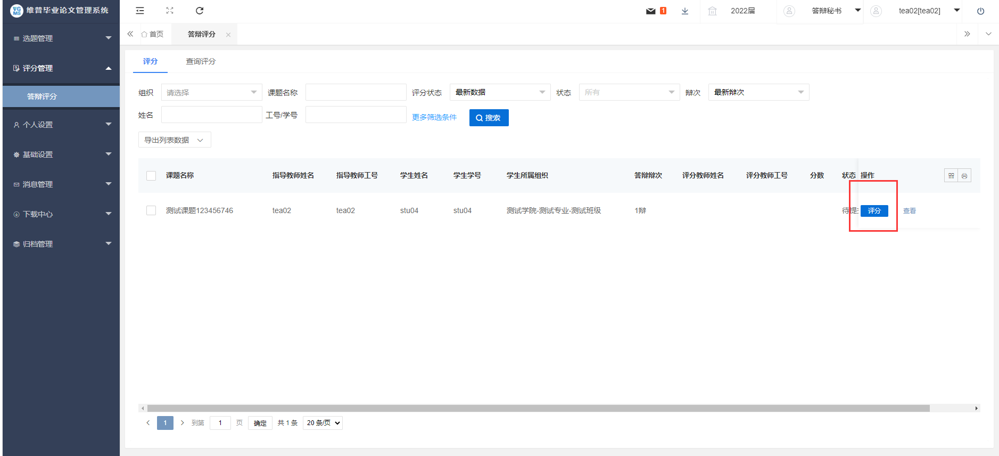 维普毕业论文管理系统
1
2022届
答辩秘书
tea02[tea02]
首页
答辩评分
选题管理
评分管理
答辩评分
个人设置
基础设置
消息管理
下载中心
归档管理
评分
查询评分
组织
请选择
课题名称
评分状态
最新数据
状态
所有
辩次
最新辩次
姓名
工号/学号
更多筛选条件
搜索
导出列表数据
课题名称 指导教师姓名 指导教师工号 学生姓名 学生学号 学生所属组织 答辩辩次 评分教师姓名 评分教师工号 分数 状态 操作
测试课题123456746 tea02 tea02 stu04 stu04 测试学院-测试专业-测试班级 1辩 待提 评分 查看
1 到第 1 页 确定 共 1 条 20 条/页